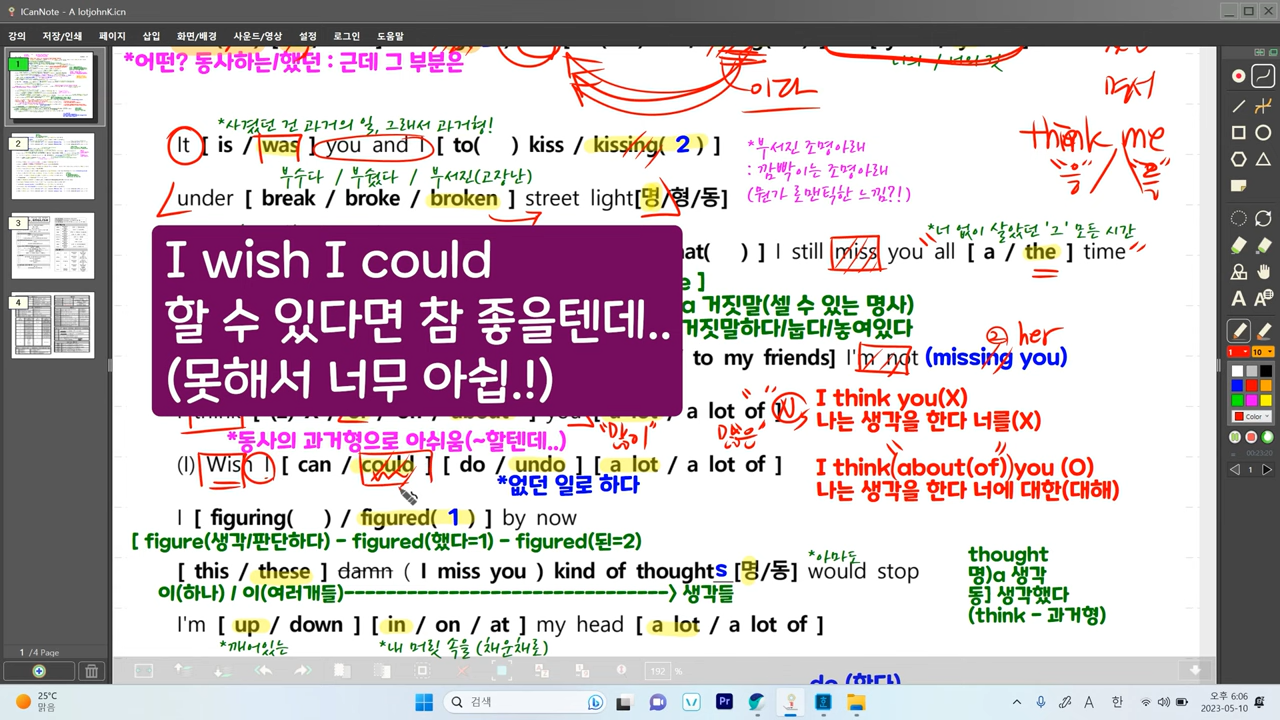 ICanNote - A lotjohnK.icn
강의 저장/인쇄 페이지 화면/배경 사운드/영상 설정 로그인 도움말
*어떤? 동사하는/했던 : 근데 그 부분은
이다
명사
*사겼던 건 과거의 일, 그래서 과거형!
It [ is / was ] you and I [ to( ) kiss / kissing( 2 ) ]
*부서진 조명아래
: 깜빡이는 조명아래
(뭔가 로맨틱한 느낌?!)
think me
부수다 / 부쉈다 / 부서진(고장난)
under [ break / broke / broken street light[명/형/동]
*너 없이 살았던 '그' 모든 시간
hat( ) ] I still miss you all [ a / the ] time
I wish I could
할 수 있다면 참 좋을텐데..
(못해서 너무 아쉽.!)
e ]
a 거짓말(셀 수 있는 명사)
거짓말하다/눕다/놓여있다
② her
to my friends] I'm not (missing you)
a lot of ]
많이 많은
I think you(X)
나는 생각을 한다 너를(X)
*동사의 과거형으로 아쉬움(~할텐데..)
(I) Wish I [ can / could ] [ do / undo ] [ a lot / a lot of ]
*없던 일로 하다
I think(about(of))you (O)
나는 생각을 한다 너에 대한(대해)
I [ figuring( ) / figured( 1 ) ] by now
[ figure(생각/판단하다) - figured(했다=1) - figured(된=2)
*아마도
[ this / these ] damn ( I miss you ) kind of thoughts [명/동] would stop
이(하나) / 이(여러개들)------------------------------> 생각들
thought
명)a 생각
동] 생각했다
(think - 과거형)
I'm [ up / down ] [ in / on / at ] my head [ a lot / a lot of ]
*깨어있는 *내 머릿 속을 (채운채로)
do (한다)
1 / 4 Page
192 %
25°C
맑음
검색
오후 6:06
2023-05-10